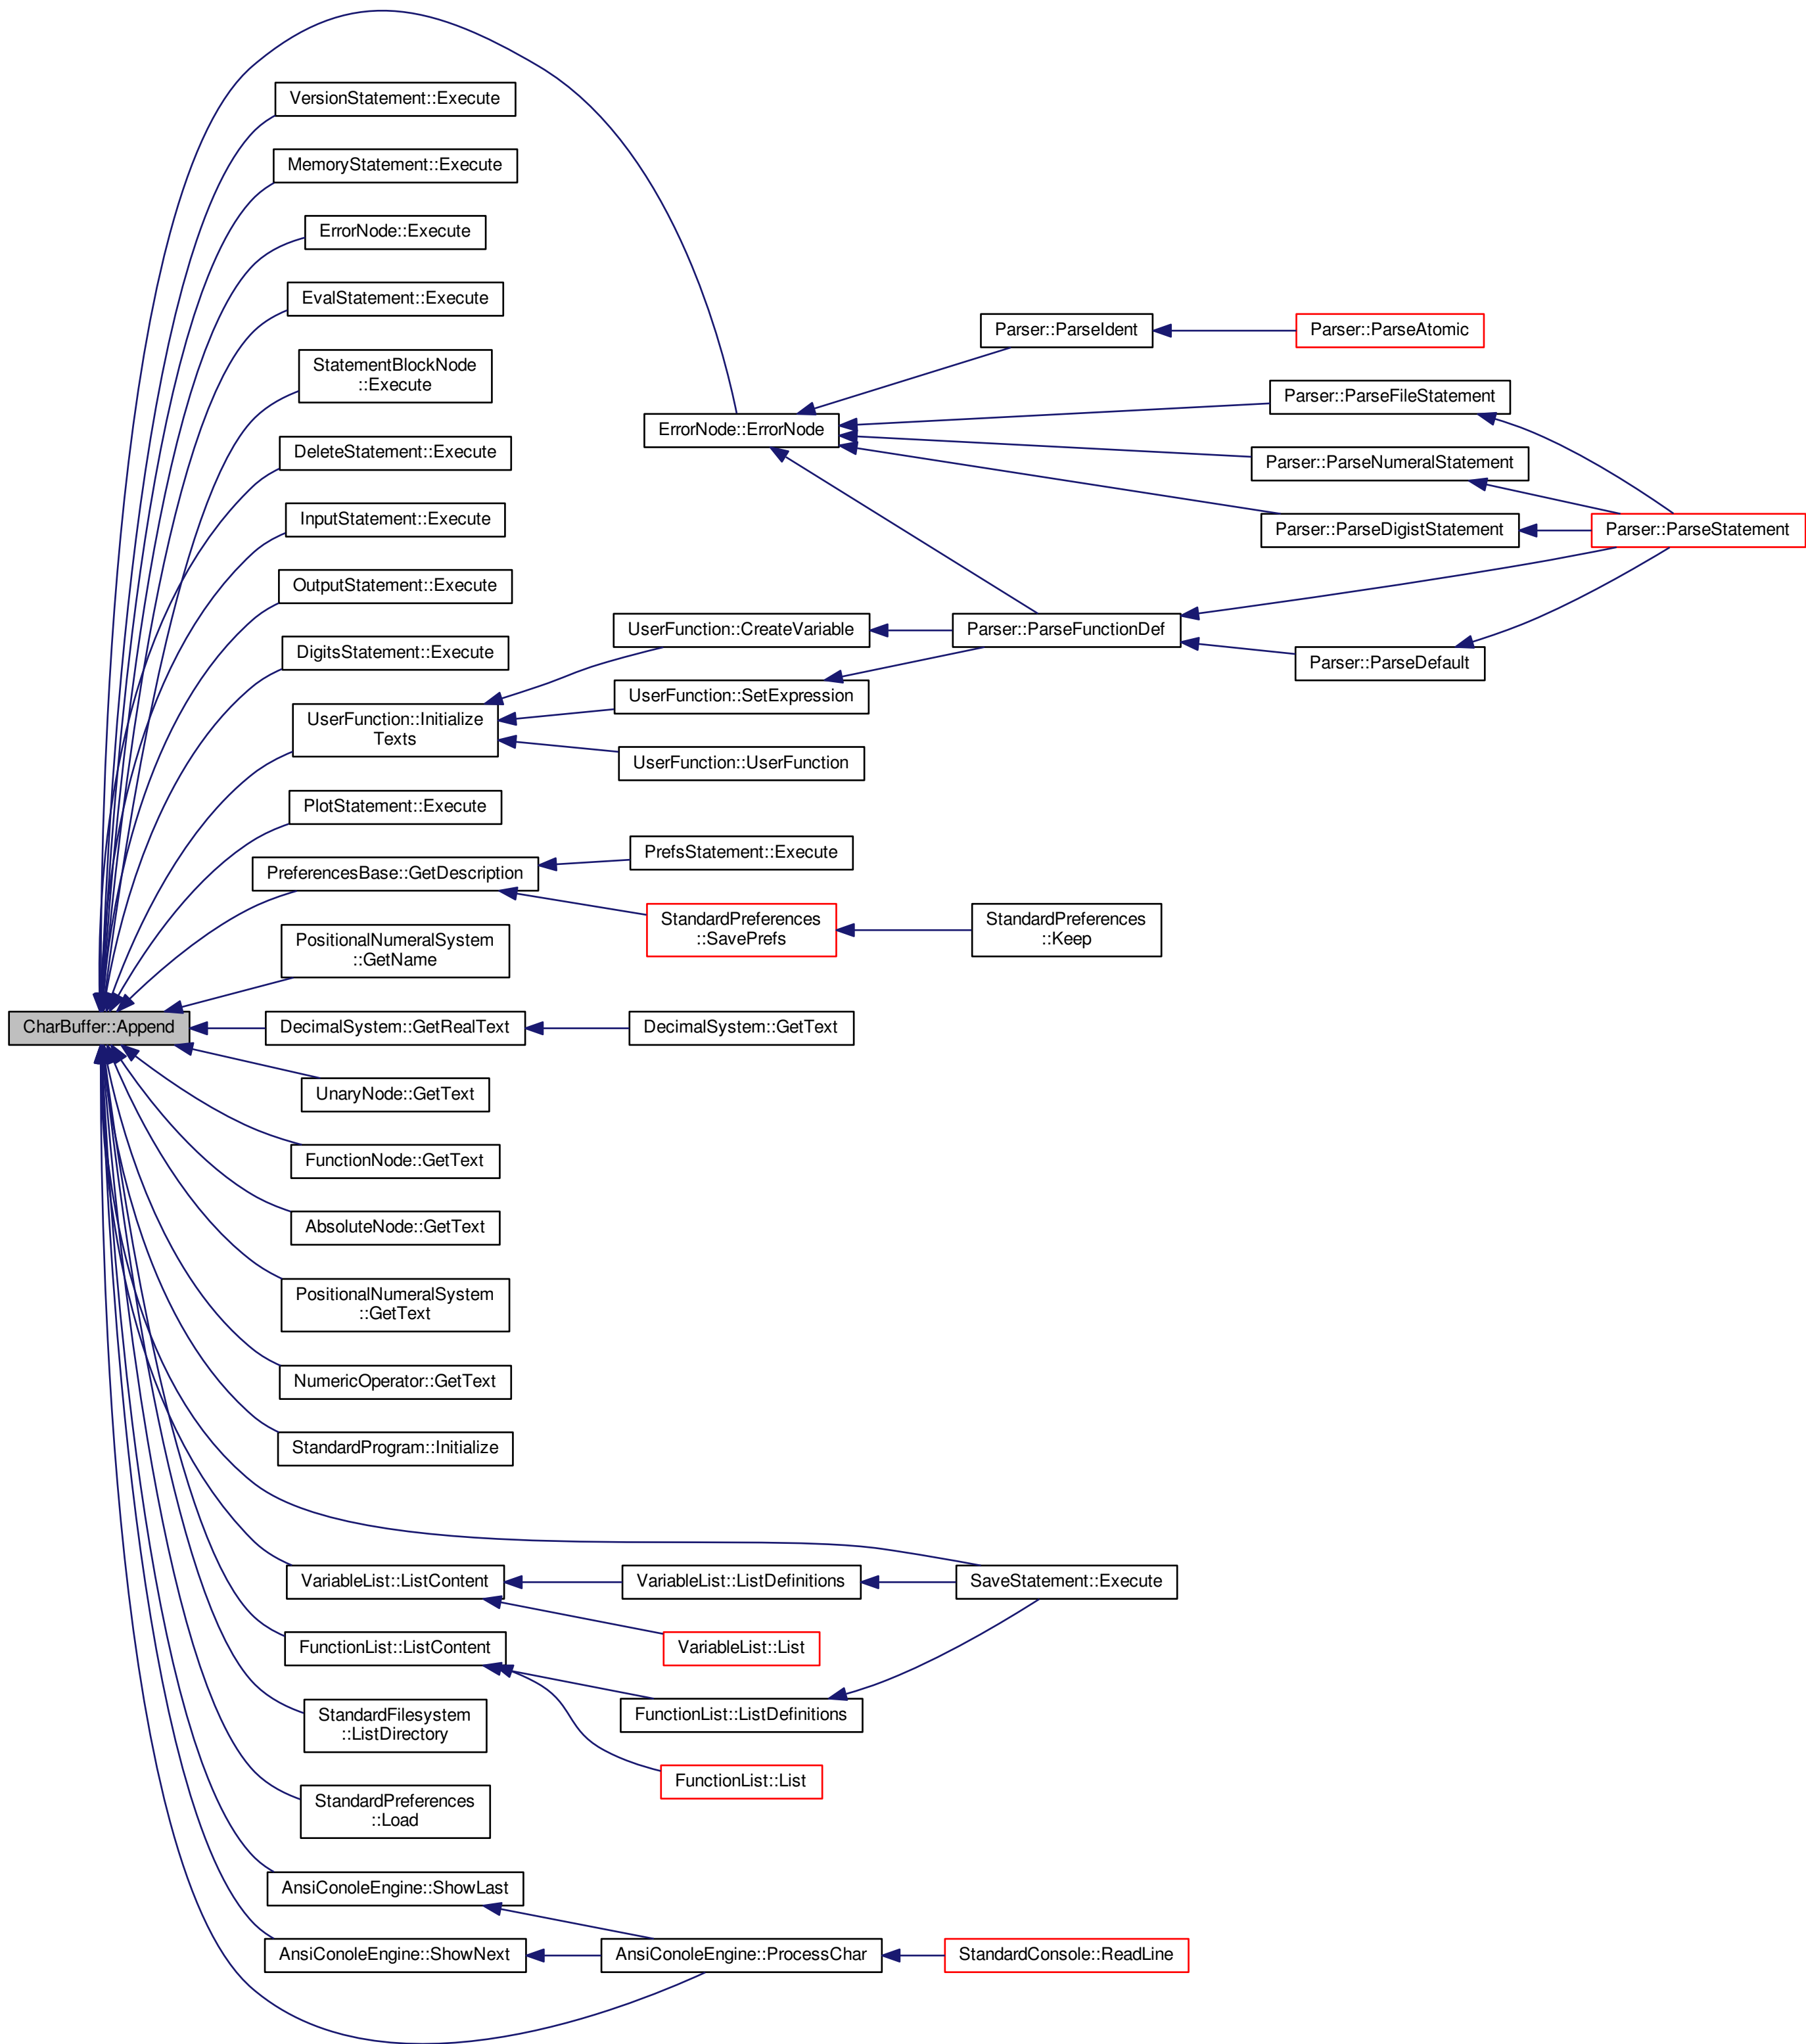 VersionStatement::Execute
MemoryStatement::Execute
ErrorNode::Execute
EvalStatement::Execute
StatementBlockNode
::Execute
DeleteStatement::Execute
InputStatement::Execute
OutputStatement::Execute
DigitsStatement::Execute
UserFunction::Initialize
Texts
PlotStatement::Execute
PreferencesBase::GetDescription
PositionalNumeralSystem
::GetName
CharBuffer::Append
DecimalSystem::GetRealText
UnaryNode::GetText
FunctionNode::GetText
AbsoluteNode::GetText
PositionalNumeralSystem
::GetText
NumericOperator::GetText
StandardProgram::Initialize
VariableList::ListContent
FunctionList::ListContent
StandardFilesystem
::ListDirectory
StandardPreferences
::Load
AnsiConoleEngine::ShowLast
AnsiConoleEngine::ShowNext
ErrorNode::ErrorNode
UserFunction::CreateVariable
UserFunction::SetExpression
UserFunction::UserFunction
PrefsStatement::Execute
StandardPreferences
::SavePrefs
DecimalSystem::GetText
VariableList::ListDefinitions
VariableList::List
FunctionList::ListDefinitions
FunctionList::List
AnsiConoleEngine::ProcessChar
Parser::ParseIdent
Parser::ParseFunctionDef
StandardPreferences
::Keep
SaveStatement::Execute
StandardConsole::ReadLine
Parser::ParseAtomic
Parser::ParseFileStatement
Parser::ParseNumeralStatement
Parser::ParseDigistStatement
Parser::ParseDefault
Parser::ParseStatement